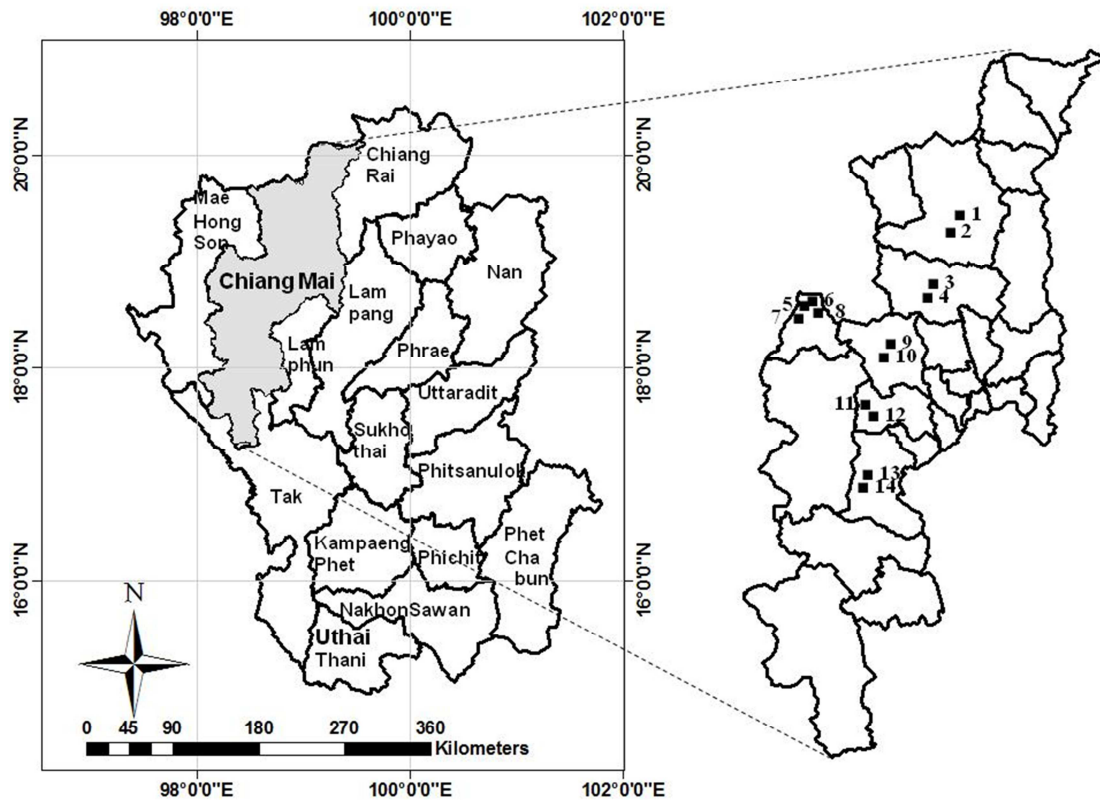 98°0'0"E 100°0'0"E 102°0'0"E
20°0'0"N
20°0'0"N
18°0'0"N
18°0'0"N
16°0'0"N
16°0'0"N
Chiang
Rai
Mae
Hong
Son
Phayao
Nan
Chiang Mai
Lam
pang
Lam
phun
Phrae
Uttaradit
Sukho
thai
Phitsanulok
Tak
Kampaeng
Phet
Phichit
Phet
Cha
bun
NakhonSawan
Uthai
Thani
N
0 45 90 180 270 360
Kilometers
98°0'0"E 100°0'0"E 102°0'0"E
1
2
3
4
5 6
7 8
9
10
11
12
13
14